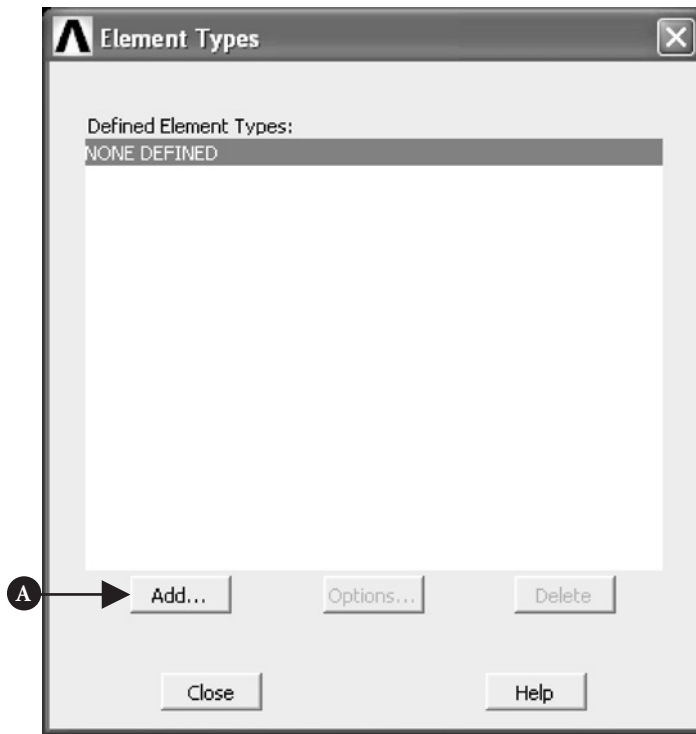 Element Types
Defined Element Types:
NONE DEFINED
A
Add...
Options...
Delete
Close
Help